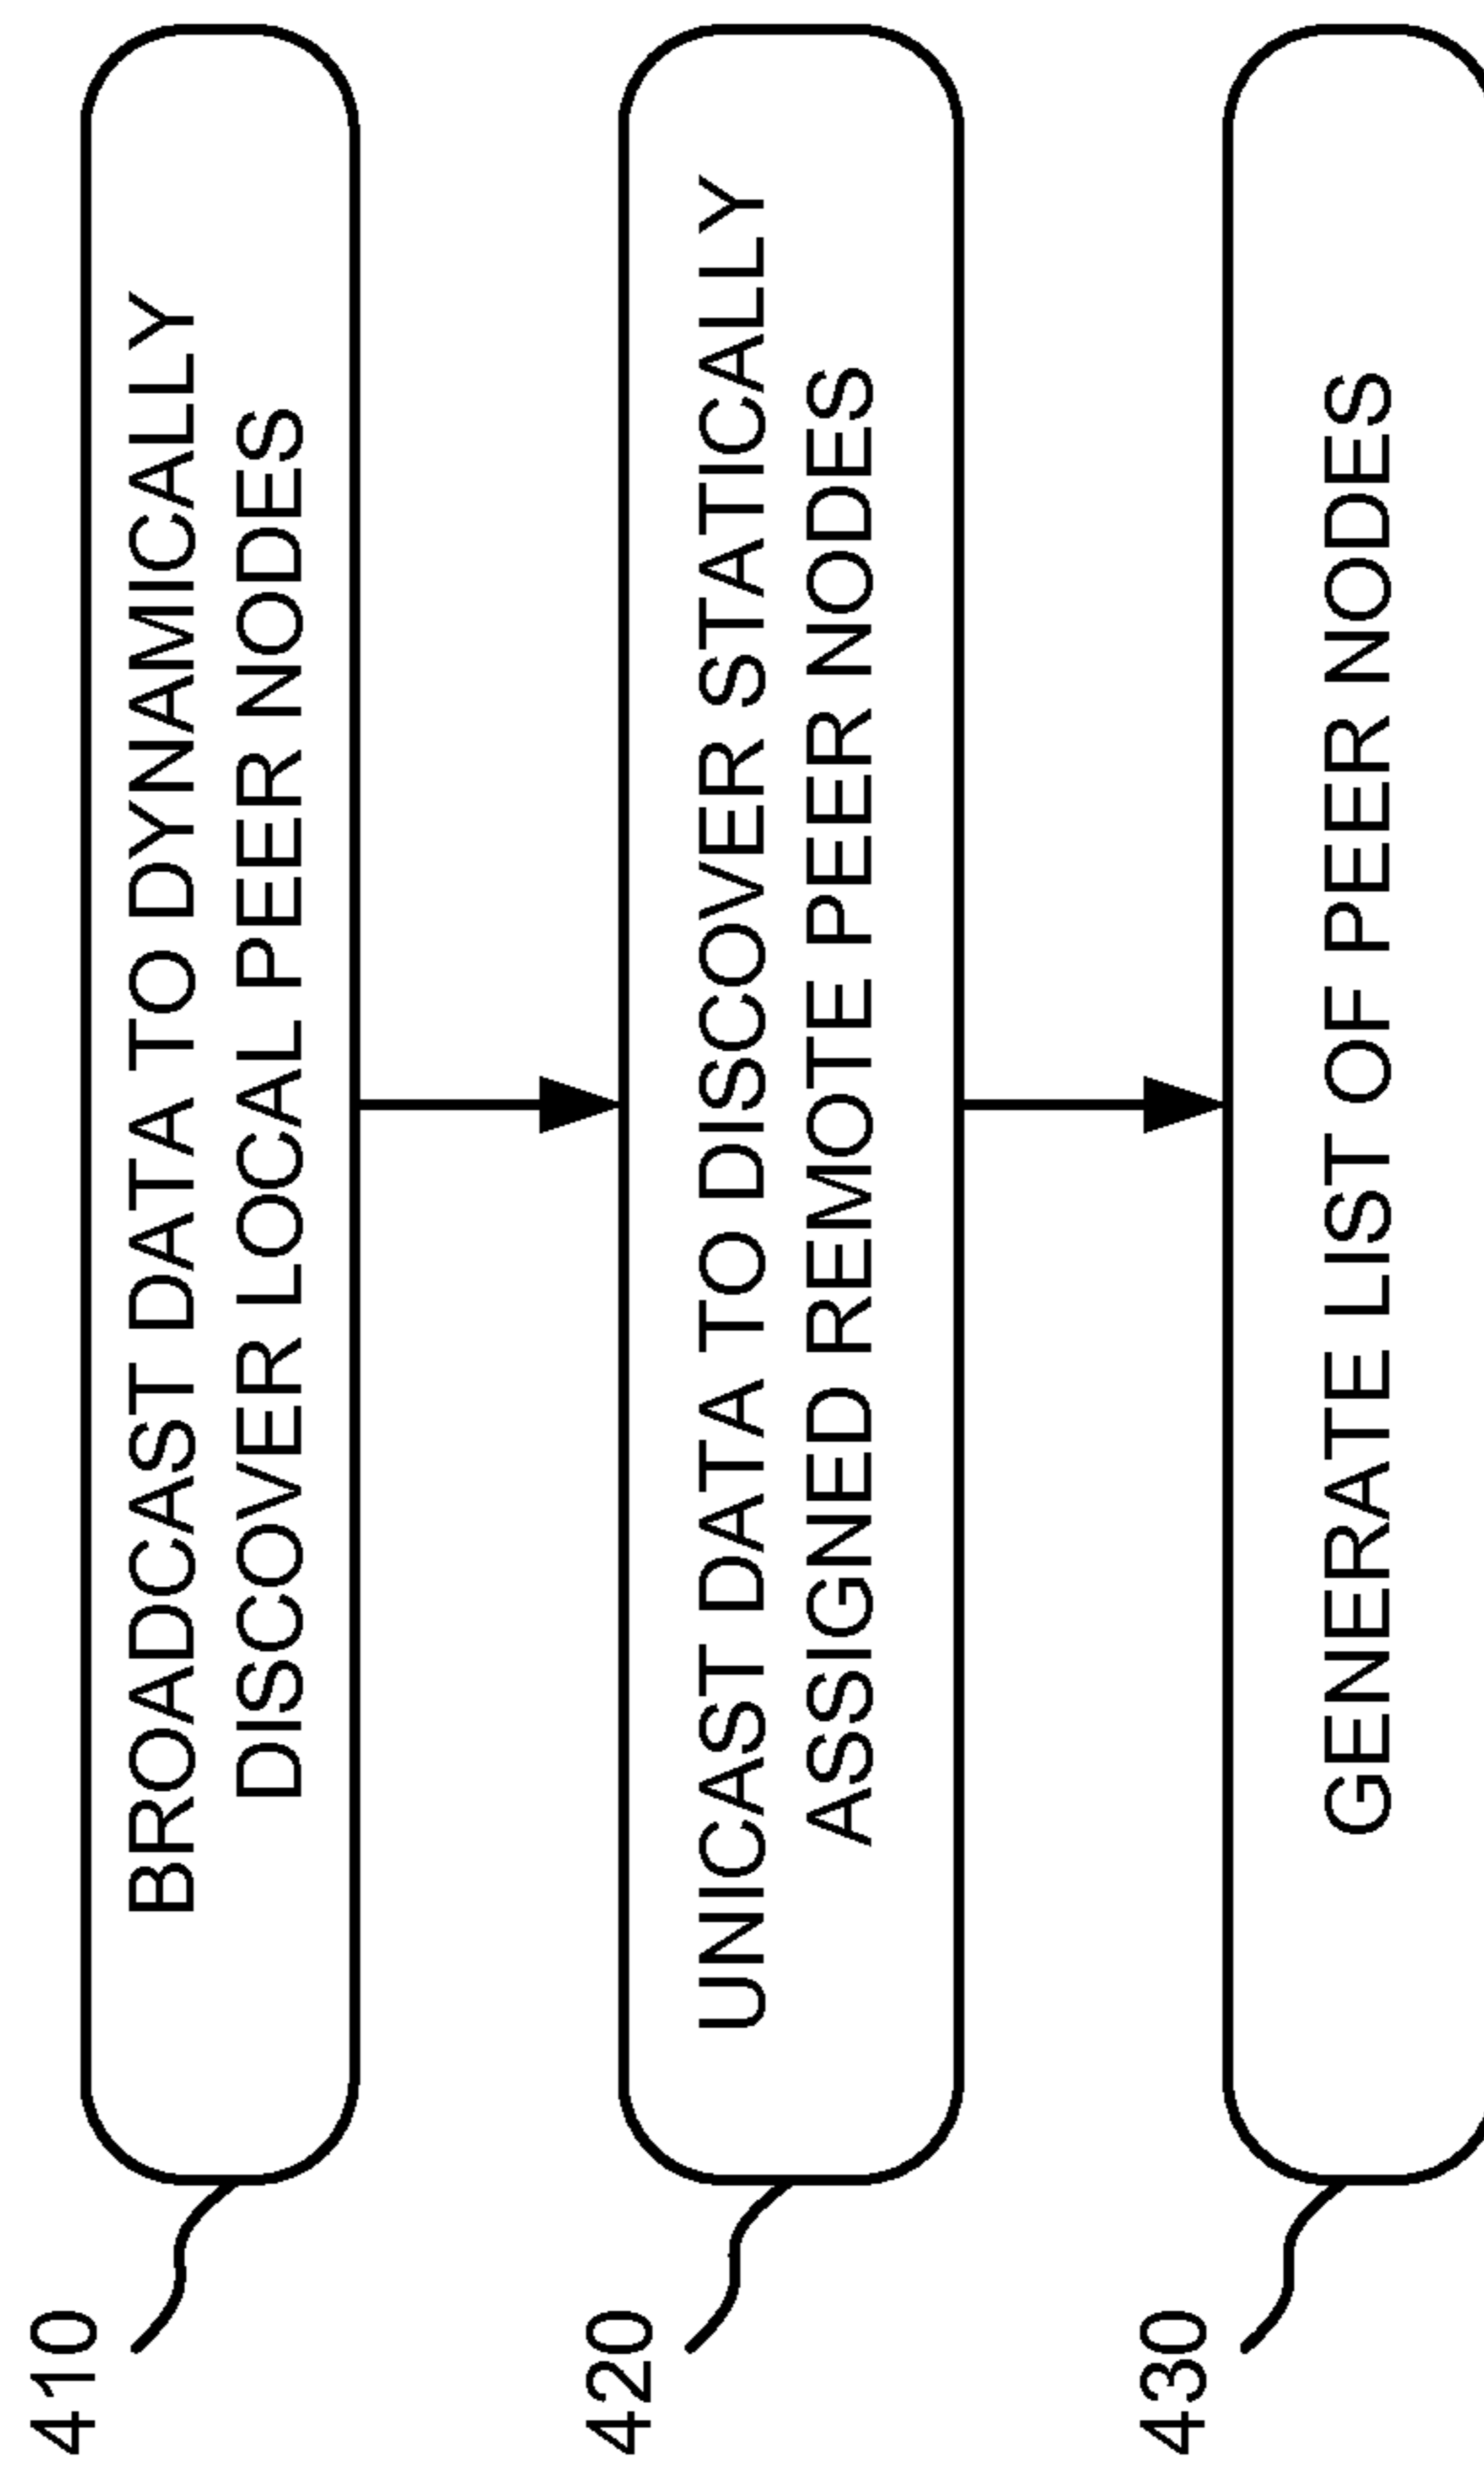 410
BROADCAST DATA TO DYNAMICALLY
DISCOVER LOCAL PEER NODES
420
UNICAST DATA TO DISCOVER STATICALLY
ASSIGNED REMOTE PEER NODES
430
GENERATE LIST OF PEER NODES